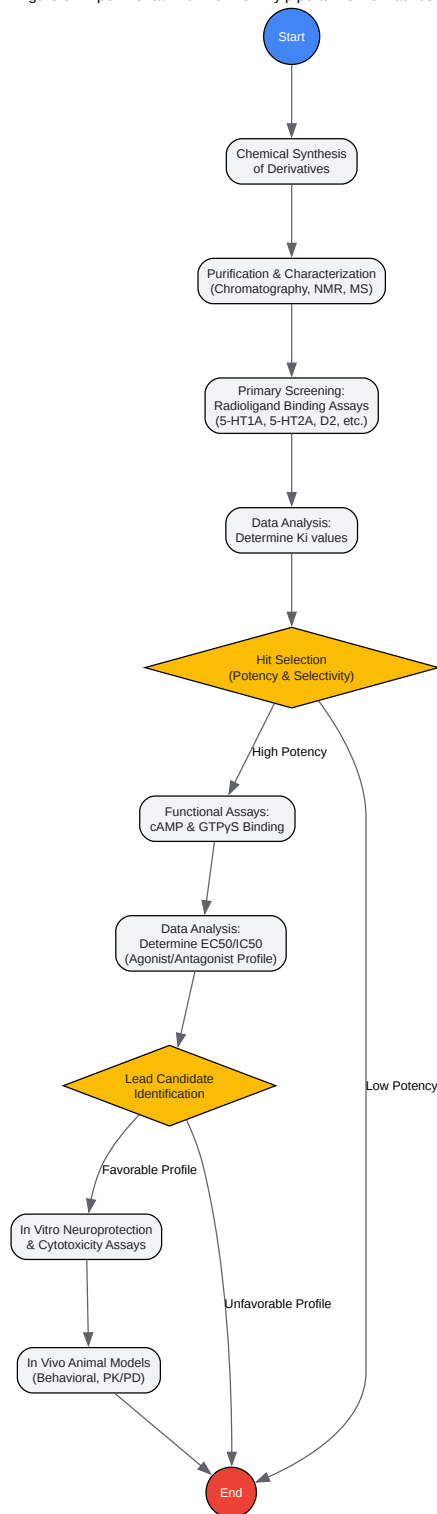 Start
Chemical Synthesis
of Derivatives
Purification & Characterization
(Chromatography, NMR, MS)
Primary Screening:
Radioligand Binding Assays
(5-HT1A, 5-HT2A, D2, etc.)
Data Analysis:
Determine Ki values
Hit Selection
(Potency & Selectivity)
High Potency
Functional Assays:
cAMP & GTPγS Binding
Data Analysis:
Determine EC50/IC50
(Agonist/Antagonist Profile)
Lead Candidate
Identification
Low Potency
Favorable Profile
In Vitro Neuroprotection
& Cytotoxicity Assays
Unfavorable Profile
In Vivo Animal Models
(Behavioral, PK/PD)
End